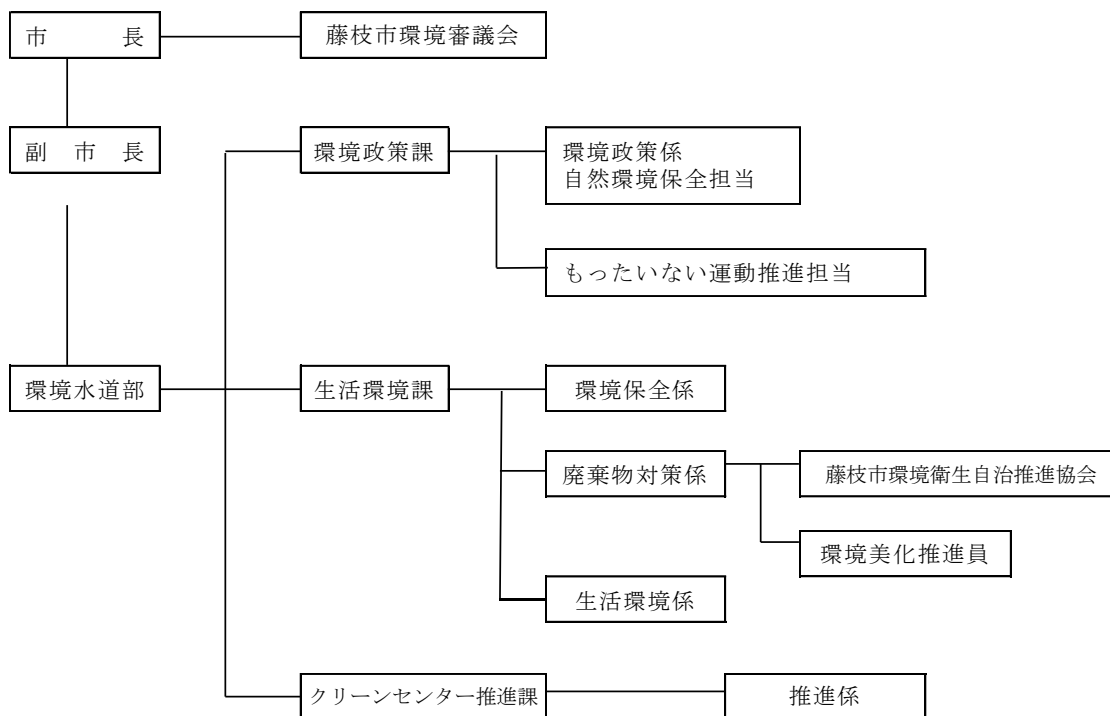 市長
藤枝市環境審議会
副市長
環境政策課
環境政策係
自然環境保全担当
もったいない運動推進担当
環境水道部
生活環境課
環境保全係
廃棄物対策係
藤枝市環境衛生自治推進協会
環境美化推進員
生活環境係
クリーンセンター推進課
推進係